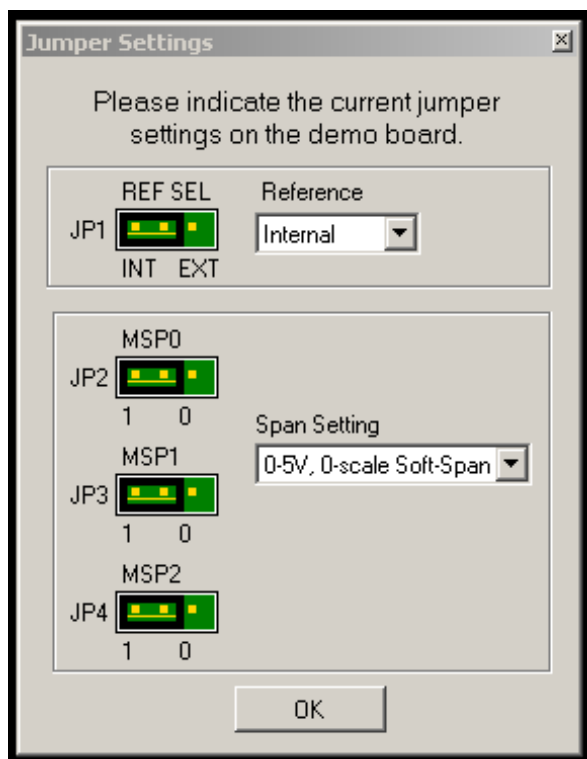 Jumper Settings
Please indicate the current jumper
settings on the demo board.
REF SEL
Reference
JP1
Internal
INT EXT
MSP0
JP2
1 0
Span Setting
MSP1
0-5V, 0-scale Soft-Span
JP3
1 0
MSP2
JP4
1 0
OK